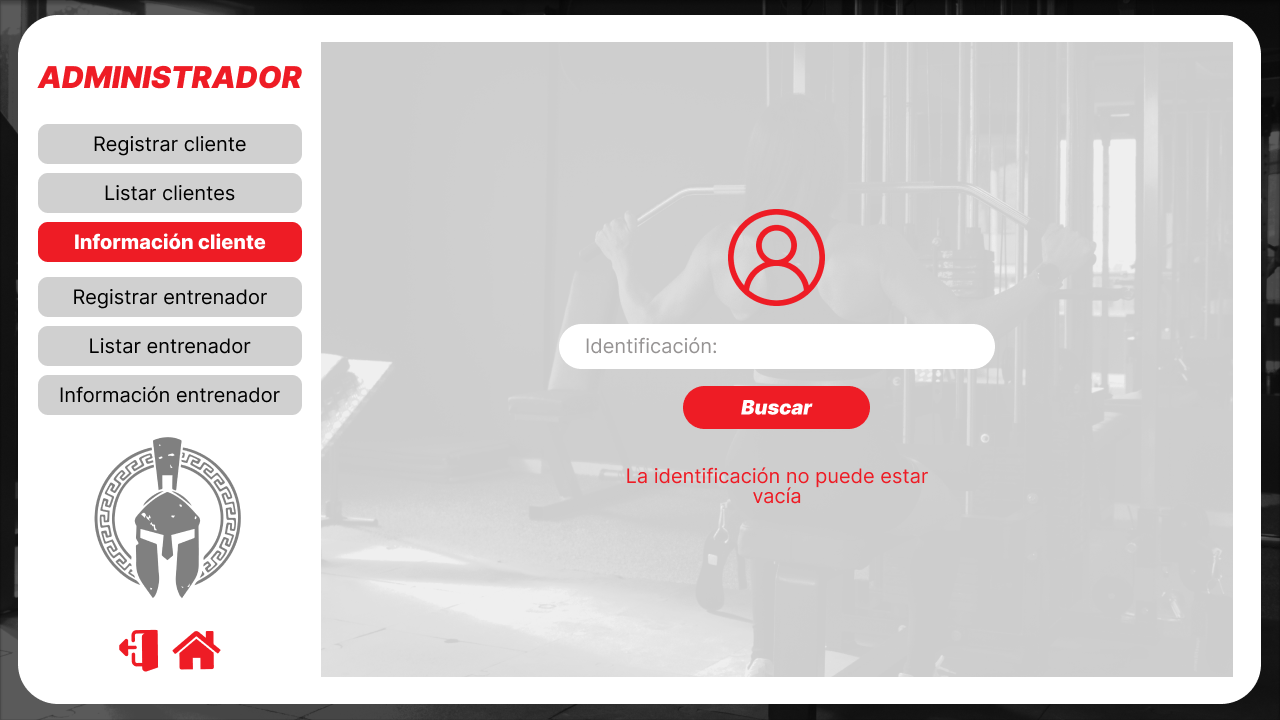 ADMINISTRADOR
Registrar cliente
Listar clientes
Información cliente
Registrar entrenador
Listar entrenador
Información entrenador
Identificación:
Buscar
La identificación no puede estar
vacía